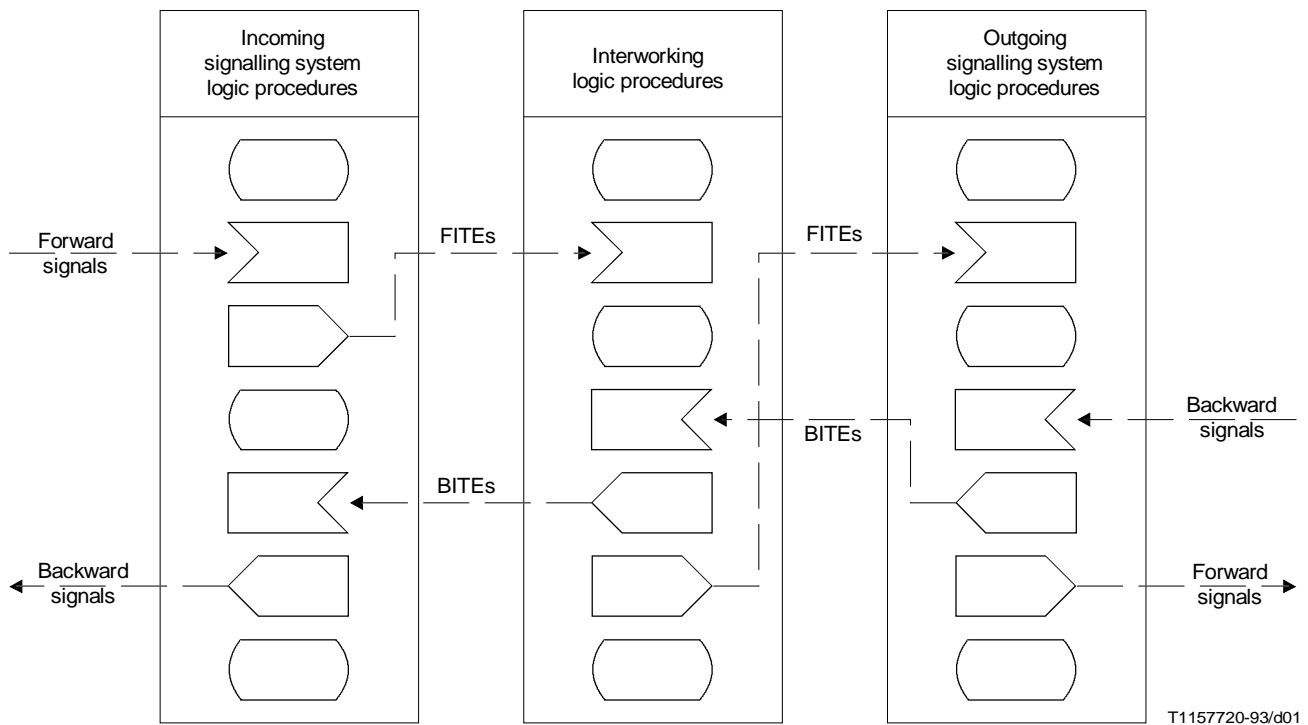 Incoming
signalling system
logic procedures
Interworking
logic procedures
Outgoing
signalling system
logic procedures
Forward
signals
FITEs
FITEs
Backward
signals
BITEs
BITEs
Backward
signals
Forward
signals
T1157720-93/d01